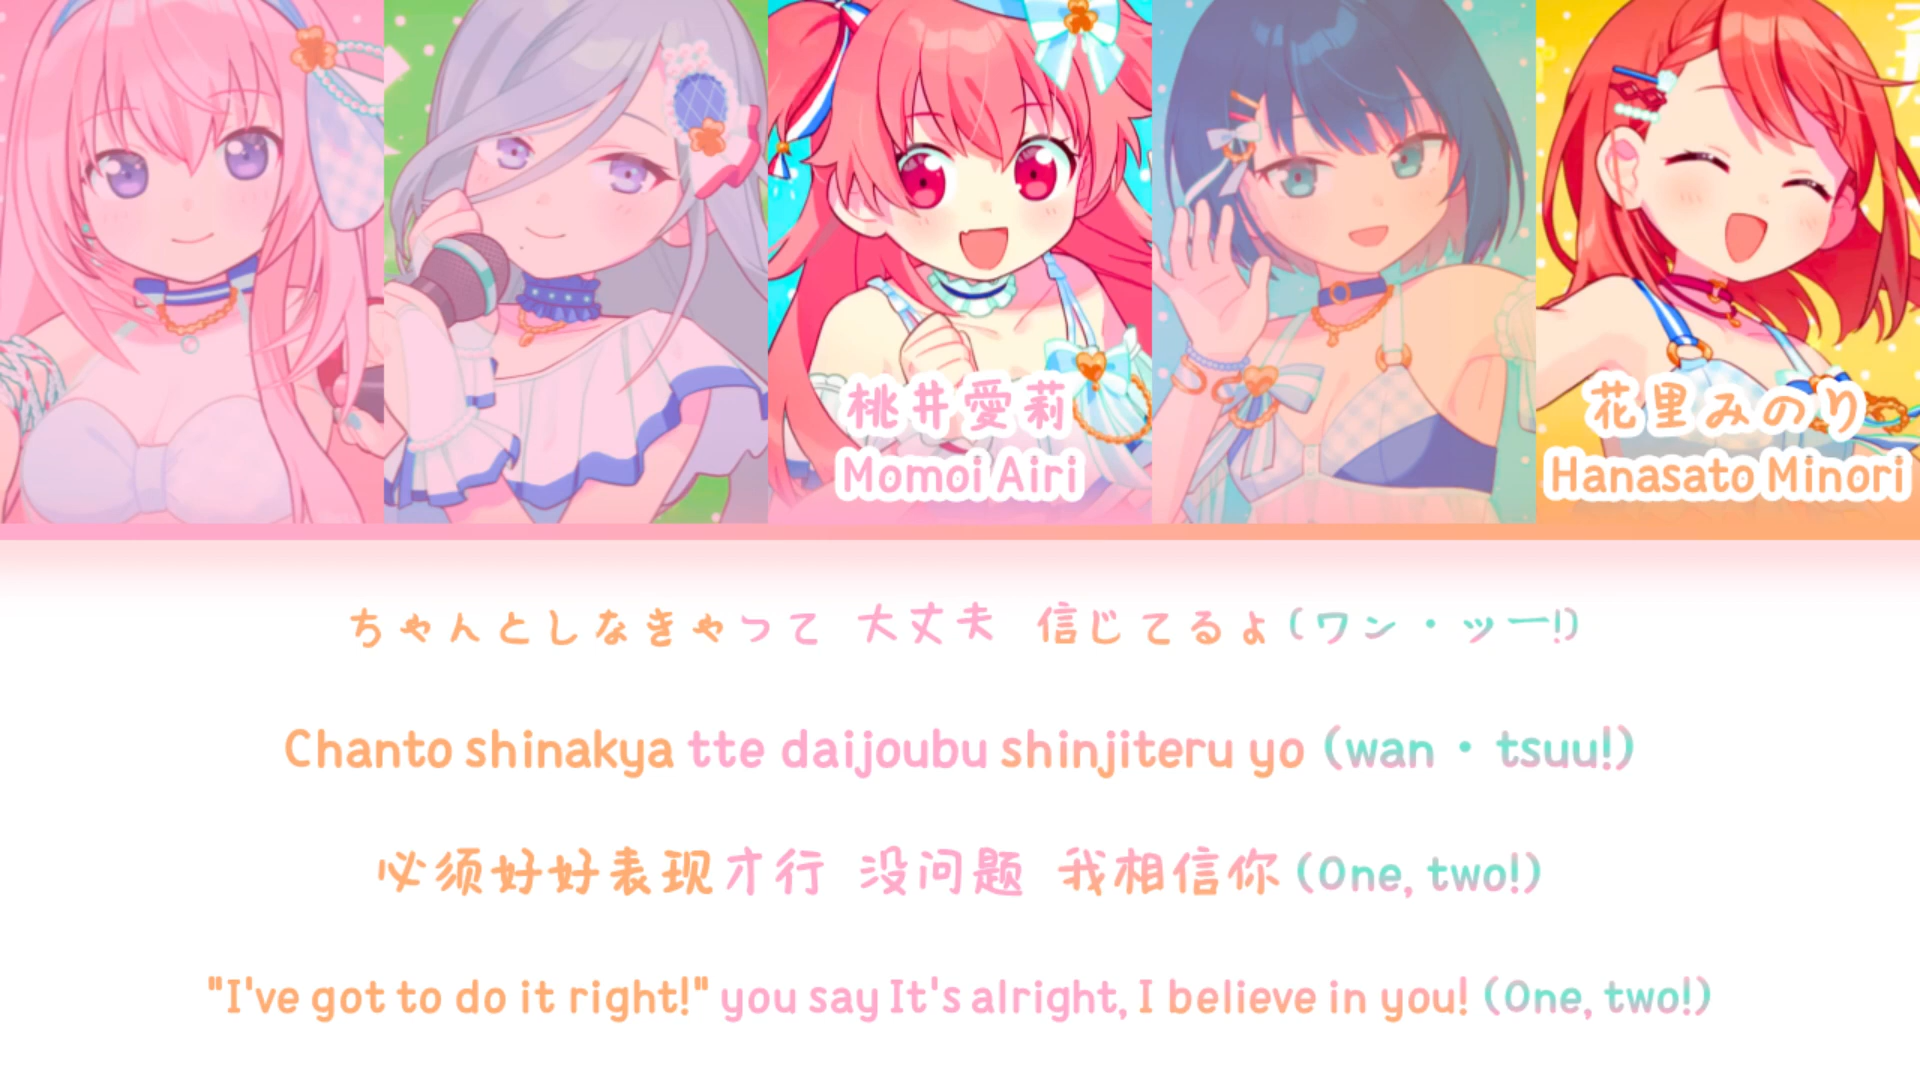 桃井愛莉
Momoi Airi
花里みのり
Hanasato Minori
ちゃんとしなきゃって 大丈夫 信じてるよ(ワン・ツー!)
Chanto shinakya tte daijoubu shinjiteru yo (wan・tsuu!)
必须好好表现才行 没问题 我相信你 (One, two!)
"I've got to do it right!" you say It's alright, I believe in you! (One, two!)